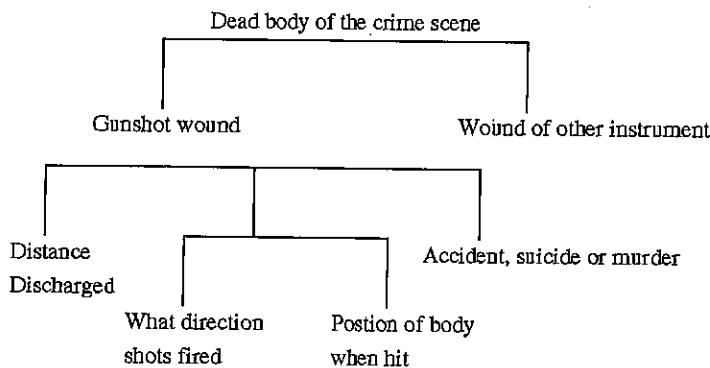 Dead body of the crime scene
Gunshot wound
Wound of other instrument
Distance
Discharged
Accident, suicide or murder
What direction
shots fired
Postion of body
when hit